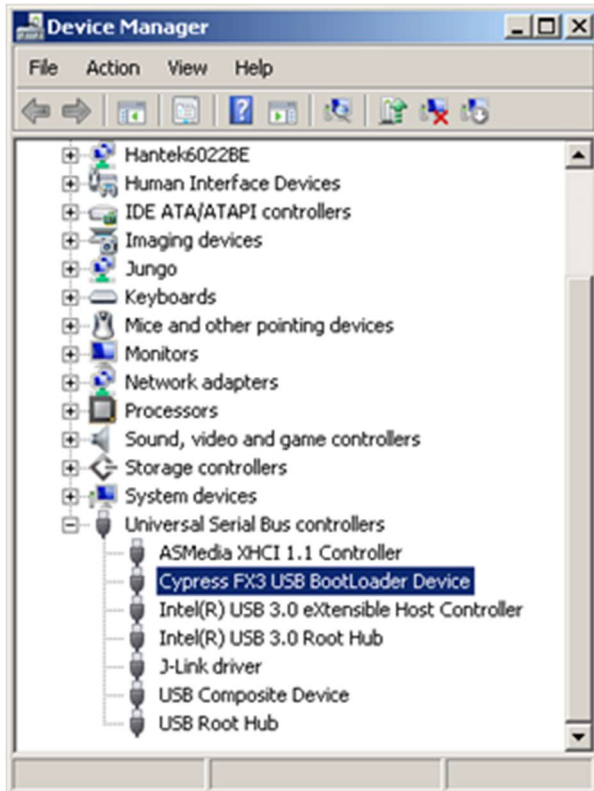 Device Manager
File Action View Help
Hantek6022BE
Human Interface Devices
IDE ATA/ATAPI controllers
Imaging devices
Jungo
Keyboards
Mice and other pointing devices
Monitors
Network adapters
Processors
Sound, video and game controllers
Storage controllers
System devices
Universal Serial Bus controllers
ASMedia XHCI 1.1 Controller
Cypress FX3 USB BootLoader Device
Intel(R) USB 3.0 eXtensible Host Controller
Intel(R) USB 3.0 Root Hub
J-Link driver
USB Composite Device
USB Root Hub